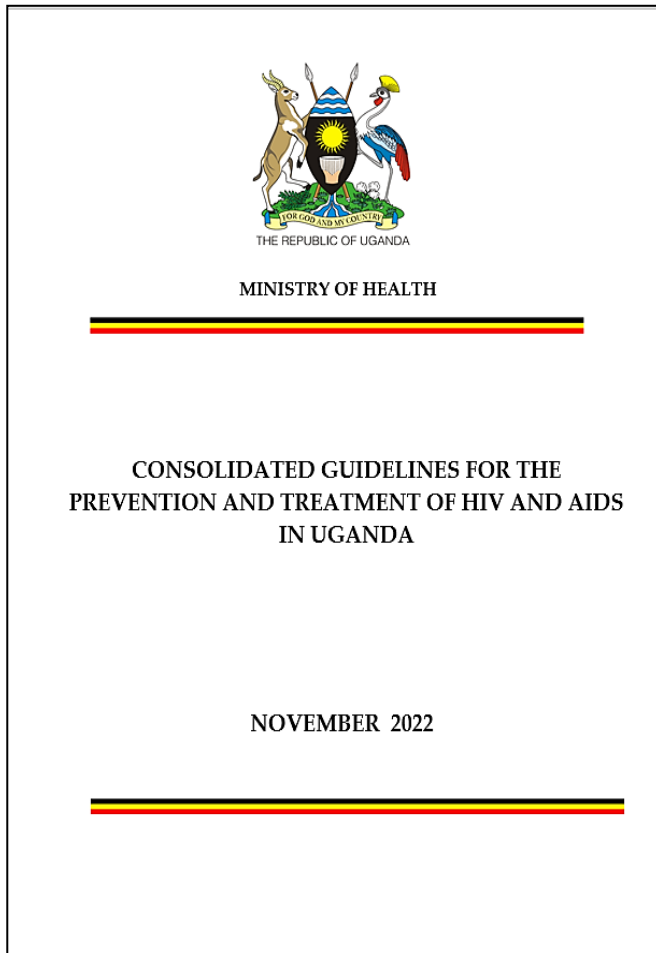 FOR GOD AND MY COUNTRY
THE REPUBLIC OF UGANDA
MINISTRY OF HEALTH
CONSOLIDATED GUIDELINES FOR THE
PREVENTION AND TREATMENT OF HIV AND AIDS
IN UGANDA
NOVEMBER 2022